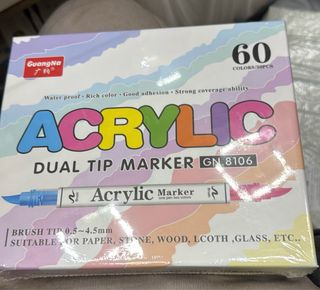 GuangNa
广纳
60
COLORS/30PCS
Water proof · Rich color · Good adhesion · Strong coverage ability
ACRYLIC
DUAL TIP MARKER GN 8106
Acrylic Marker
BRUSH TIP 0.5~4.5mm
SUITABLE FOR PAPER, STONE, WOOD, LCOTH ,GLASS, ETC..